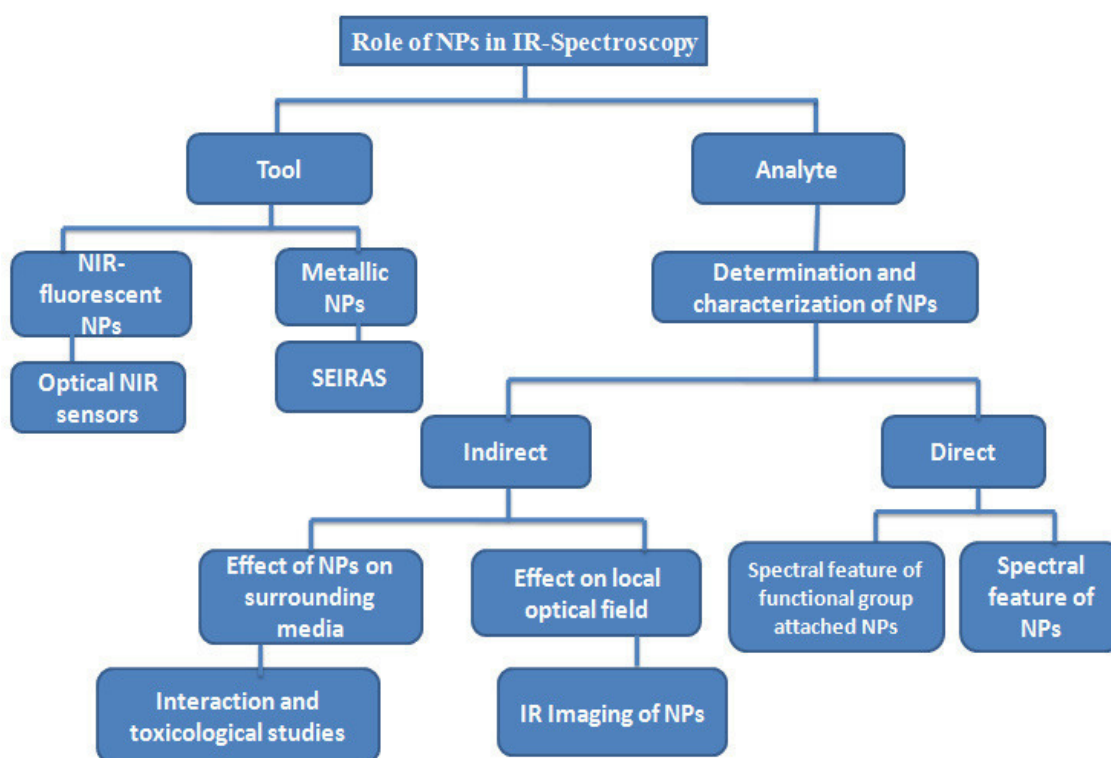 Role of NPs in IR-Spectroscopy
Tool
Analyte
NIR-
fluorescent
NPs
Metallic
NPs
Determination and
characterization of NPs
Optical NIR
sensors
SEIRAS
Indirect
Direct
Effect of NPs on
surrounding
media
Effect on local
optical field
Spectral feature of
functional group
attached NPs
Spectral
feature of
NPs
Interaction and
toxicological studies
IR Imaging of NPs